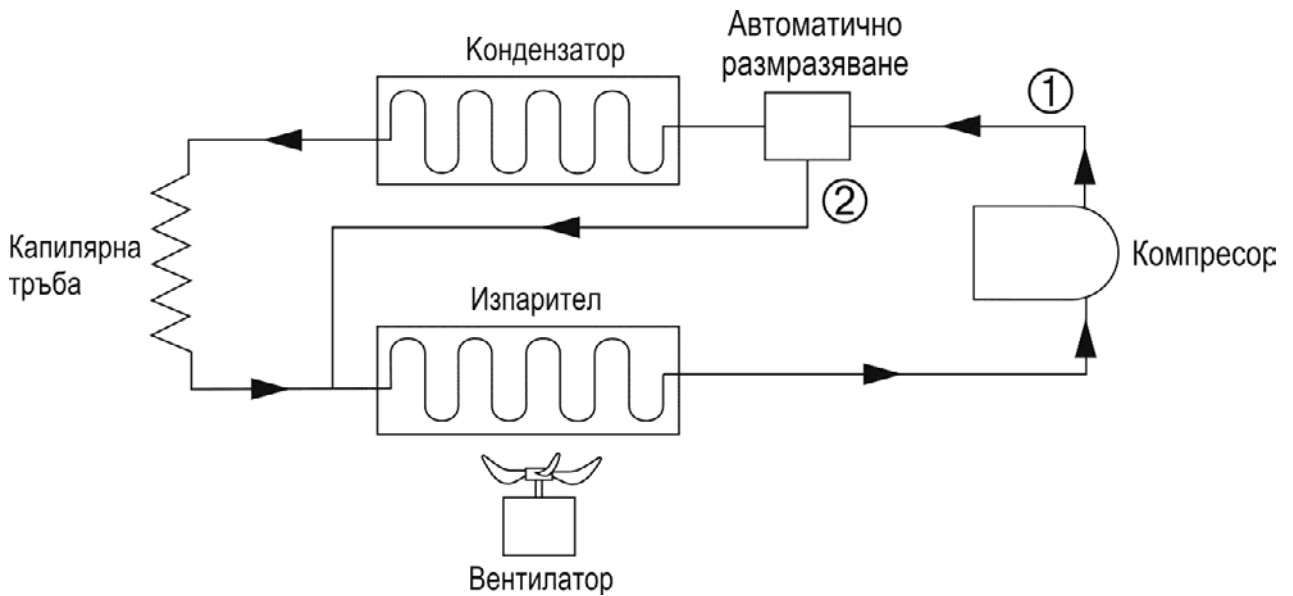 Автоматично
размразяване
Кондензатор
①
②
Капилярна
тръба
Компресор
Изпарител
Вентилатор